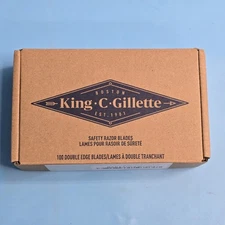 BOSTON
King·C·Gillette
EST. 1901
SAFETY RAZOR BLADES
LAMES POUR RASOIR DE SÛRETÉ
100 DOUBLE EDGE BLADES/LAMES À DOUBLE TRANCHANT